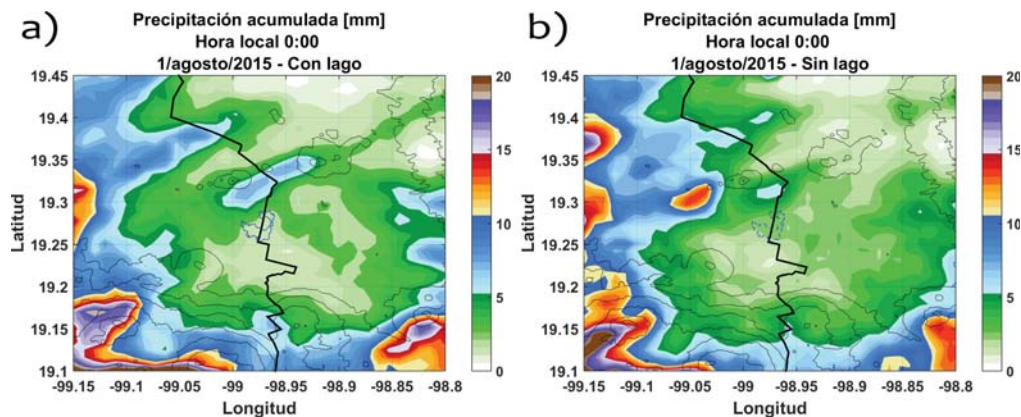 a)
Precipitación acumulada [mm]
Hora local 0:00
1/agosto/2015 - Con lago
19.45
19.4
19.35
19.3
19.25
19.2
19.15
19.1
Latitud
-99.15 -99.1 -99.05 -99 -98.95 -98.9 -98.85 -98.8
Longitud
20
15
10
5
0
b)
Precipitación acumulada [mm]
Hora local 0:00
1/agosto/2015 - Sin lago
19.45
19.4
19.35
19.3
19.25
19.2
19.15
19.1
Latitud
-99.15 -99.1 -99.05 -99 -98.95 -98.9 -98.85 -98.8
Longitud
20
15
10
5
0